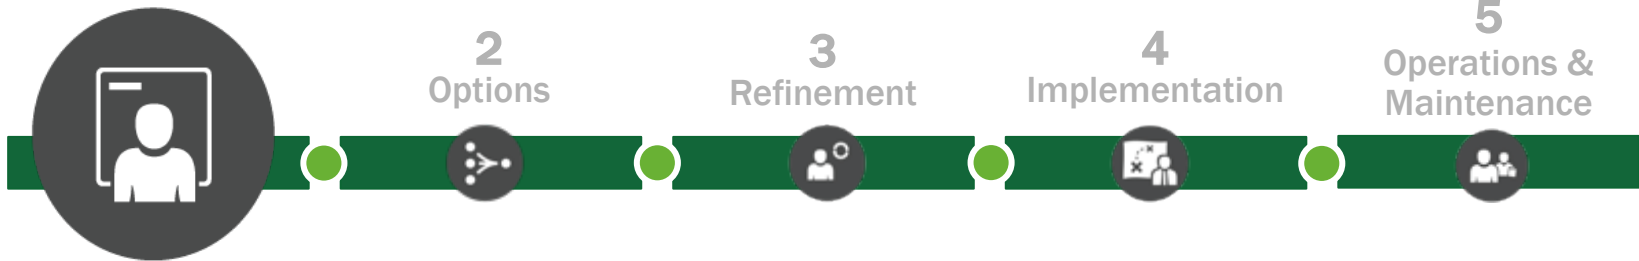 2
Options
3
Refinement
4
Implementation
5
Operations &
Maintenance